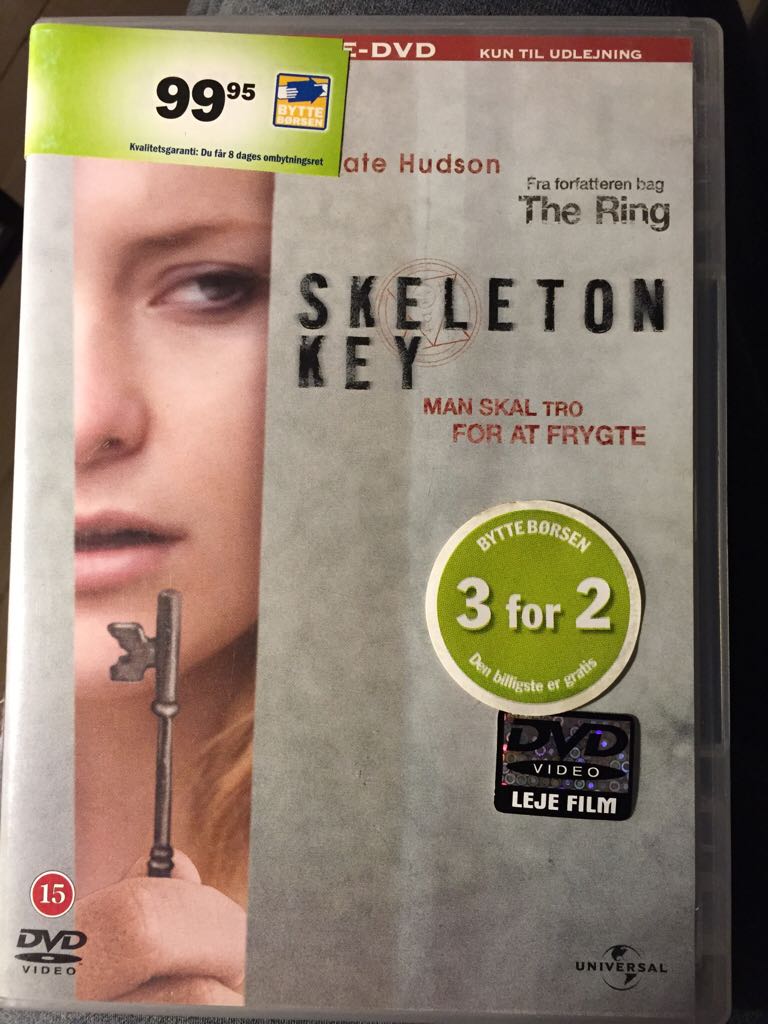 E-DVD
KUN TIL UDLEJNING
99 95
BYTTE
BØRSEN
Kvalitetsgaranti: Du får 8 dages ombytningsret
ate Hudson
Fra forfatteren bag
The Ring
SKELETON
KEY
MAN SKAL TRO
FOR AT FRYGTE
BYTTE BØRSEN
3 for 2
Den billigste er gratis
DVD
VIDEO
LEJE FILM
15
DVD
VIDEO
UNIVERSAL